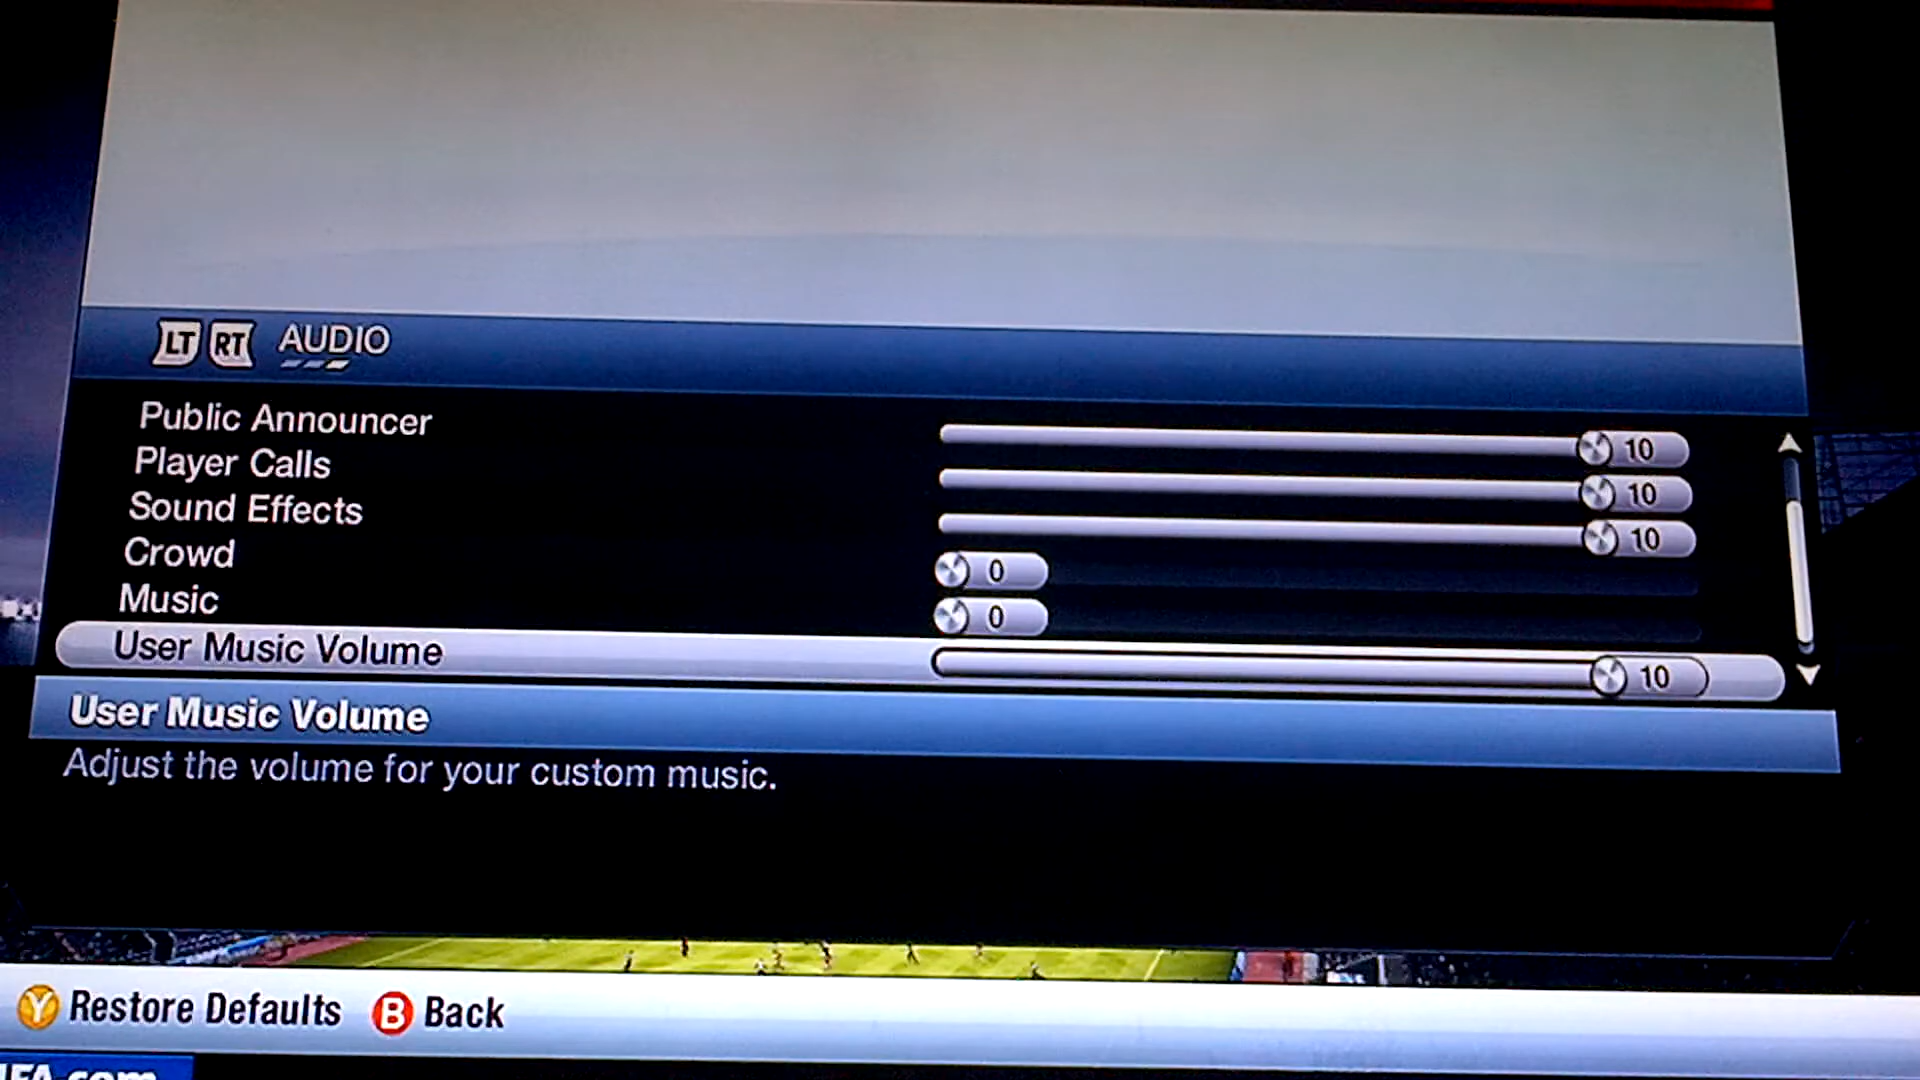 LT RT AUDIO
Public Announcer 10
Player Calls 10
Sound Effects 10
Crowd 0
Music 0
User Music Volume 10
User Music Volume
Adjust the volume for your custom music.
Y Restore Defaults B Back